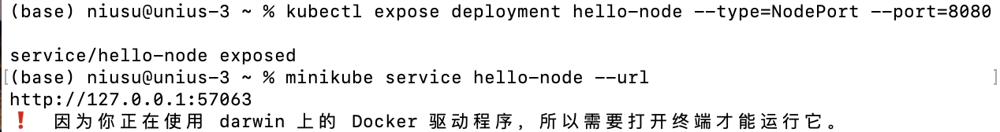 (base) niusu@unius-3 ~ % kubectl expose deployment hello-node --type=NodePort --port=8080
service/hello-node exposed
[(base) niusu@unius-3 ~ % minikube service hello-node --url ]
http://127.0.0.1:57063
❗ 因为你正在使用 darwin 上的 Docker 驱动程序，所以需要打开终端才能运行它。